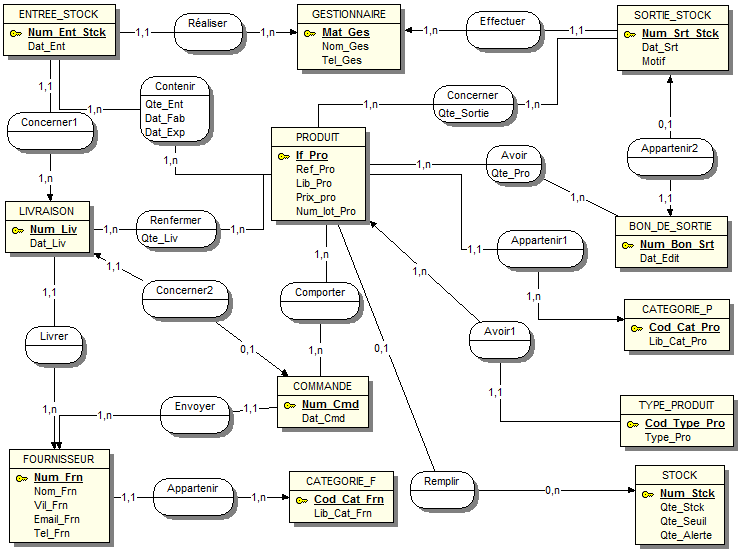 ENTREE_STOCK
Num_Ent_Stck
Dat_Ent
1,1
Réaliser
1,n
GESTIONNAIRE
Mat_Ges
Nom_Ges
Tel_Ges
1,n
Effectuer
1,1
SORTIE_STOCK
Num_Srt_Stck
Dat_Srt
Motif
1,1
Concerner1
1,n
1,n
Contenir
Qte_Ent
Dat_Fab
Dat_Exp
1,n
1,n
Concerner
Qte_Sortie
1,n
0,1
Appartenir2
1,1
PRODUIT
If_Pro
Ref_Pro
Lib_Pro
Prix_pro
Num_lot_Pro
1,n
Avoir
Qte_Pro
1,n
LIVRAISON
Num_Liv
Dat_Liv
1,n
Renfermer
Qte_Liv
1,n
BON_DE_SORTIE
Num_Bon_Srt
Dat_Edit
1,1
Appartenir1
1,n
1,1
Concerner2
0,1
1,n
Comporter
1,n
1,n
Avoir1
1,1
CATEGORIE_P
Cod_Cat_Pro
Lib_Cat_Pro
1,1
Livrer
1,n
0,1
COMMANDE
Num_Cmd
Dat_Cmd
1,n
Envoyer
1,1
TYPE_PRODUIT
Cod_Type_Pro
Type_Pro
FOURNISSEUR
Num_Frn
Nom_Frn
Vil_Frn
Email_Frn
Tel_Frn
1,1
Appartenir
1,n
CATEGORIE_F
Cod_Cat_Frn
Lib_Cat_Frn
Remplir
0,n
STOCK
Num_Stck
Qte_Stck
Qte_Seuil
Qte_Alerte